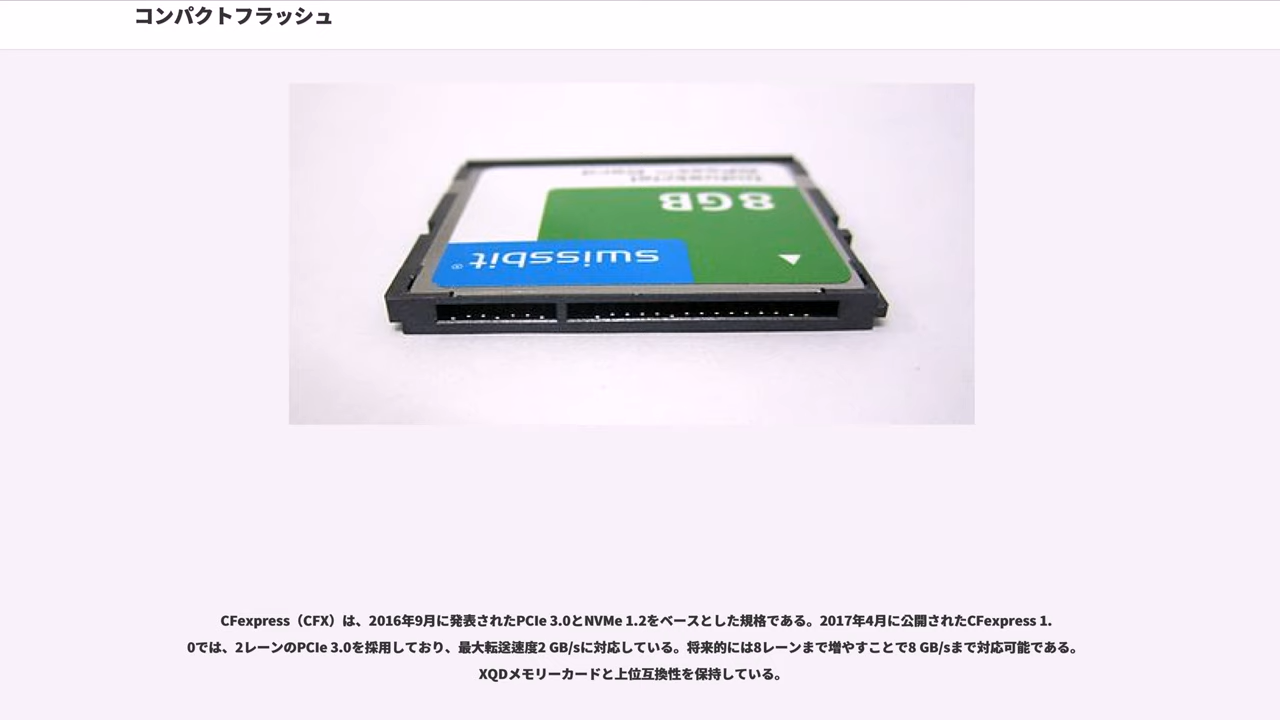 コンパクトフラッシュ
8GB
swissbit®
CFexpress（CFX）は、2016年9月に発表されたPCIe 3.0とNVMe 1.2をベースとした規格である。2017年4月に公開されたCFexpress 1.
0では、2レーンのPCIe 3.0を採用しており、最大転送速度2 GB/sに対応している。将来的には8レーンまで増やすことで8 GB/sまで対応可能である。
XQDメモリーカードと上位互換性を保持している。